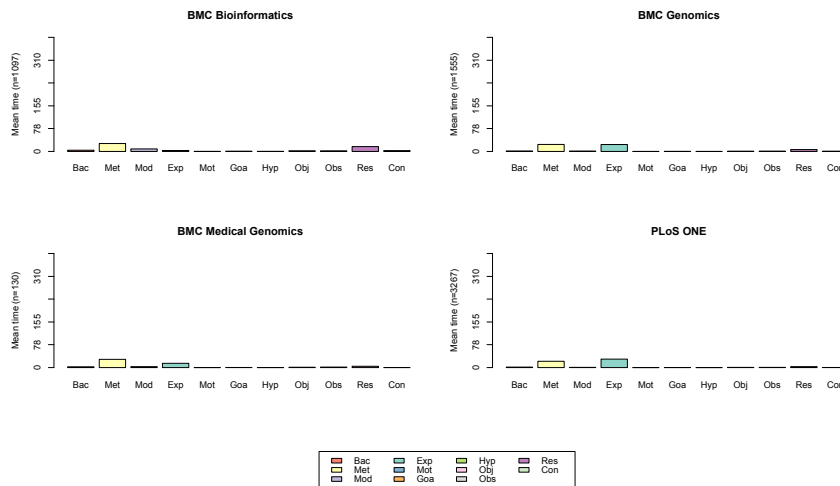 BMC Bioinformatics
Mean time (n=1097)
310
155
78
0
Bac Met Mod Exp Mot Goa Hyp Obj Obs Res Con
BMC Genomics
Mean time (n=1555)
310
155
78
0
Bac Met Mod Exp Mot Goa Hyp Obj Obs Res Con
BMC Medical Genomics
Mean time (n=130)
310
155
78
0
Bac Met Mod Exp Mot Goa Hyp Obj Obs Res Con
PLoS ONE
Mean time (n=3267)
310
155
78
0
Bac Met Mod Exp Mot Goa Hyp Obj Obs Res Con
Bac Exp Hyp Res
Met Mot Obj Con
Mod Goa Obs